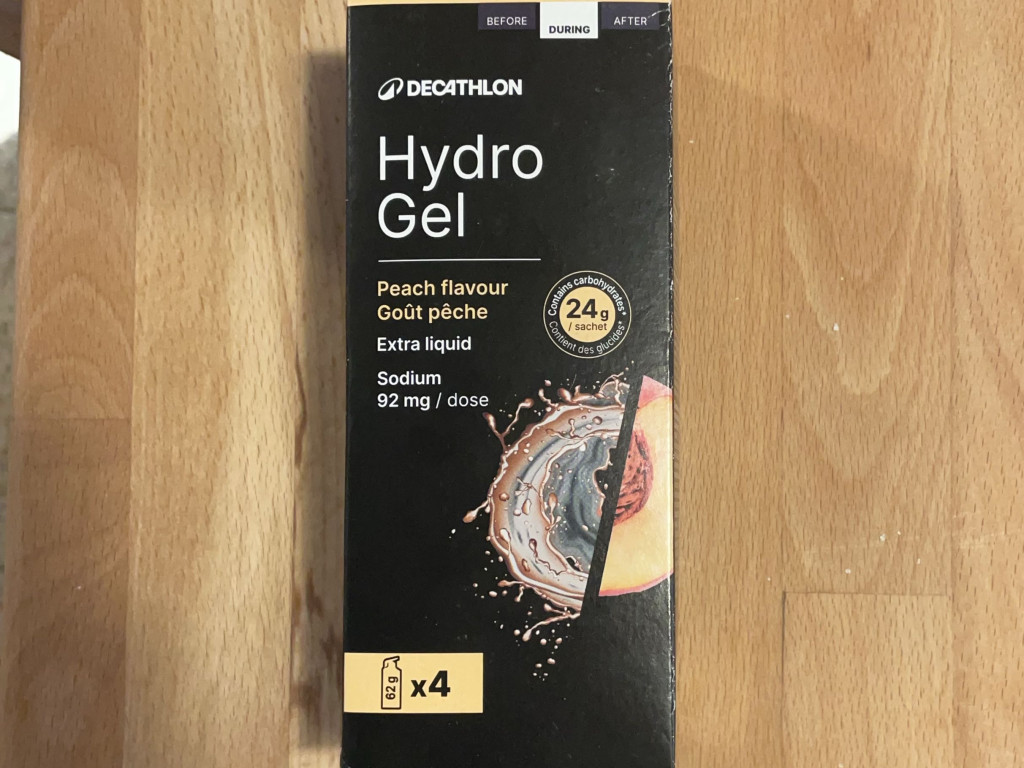 BEFORE DURING AFTER
DECATHLON
Hydro
Gel
Peach flavour
Goût pêche
Extra liquid
Sodium
92 mg / dose
Contains carbohydrates*
24 g
/ sachet
Contient des glucides*
62 g
x4